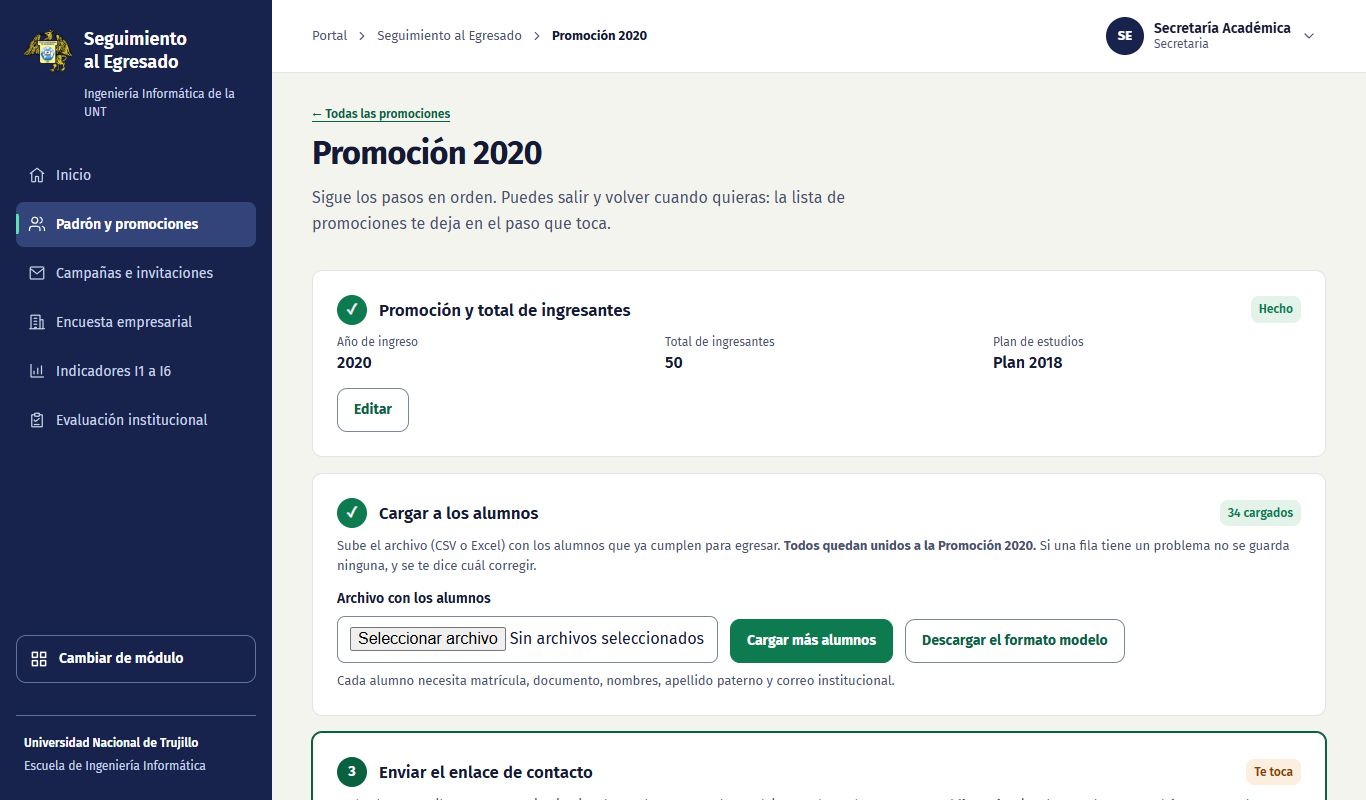 Seguimiento
al Egresado
Ingeniería Informática de la
UNT
Inicio
Padrón y promociones
Campañas e invitaciones
Encuesta empresarial
Indicadores I1 a I6
Evaluación institucional
Cambiar de módulo
Universidad Nacional de Trujillo
Escuela de Ingeniería Informática
Portal > Seguimiento al Egresado > Promoción 2020
SE
Secretaría Académica
Secretaria
← Todas las promociones
Promoción 2020
Sigue los pasos en orden. Puedes salir y volver cuando quieras: la lista de
promociones te deja en el paso que toca.
✓ Promoción y total de ingresantes Hecho
Año de ingreso Total de ingresantes Plan de estudios
2020 50 Plan 2018
Editar
✓ Cargar a los alumnos 34 cargados
Sube el archivo (CSV o Excel) con los alumnos que ya cumplen para egresar. Todos quedan unidos a la Promoción 2020. Si una fila tiene un problema no se guarda
ninguna, y se te dice cuál corregir.
Archivo con los alumnos
Seleccionar archivo Sin archivos seleccionados Cargar más alumnos Descargar el formato modelo
Cada alumno necesita matrícula, documento, nombres, apellido paterno y correo institucional.
3 Enviar el enlace de contacto Te toca